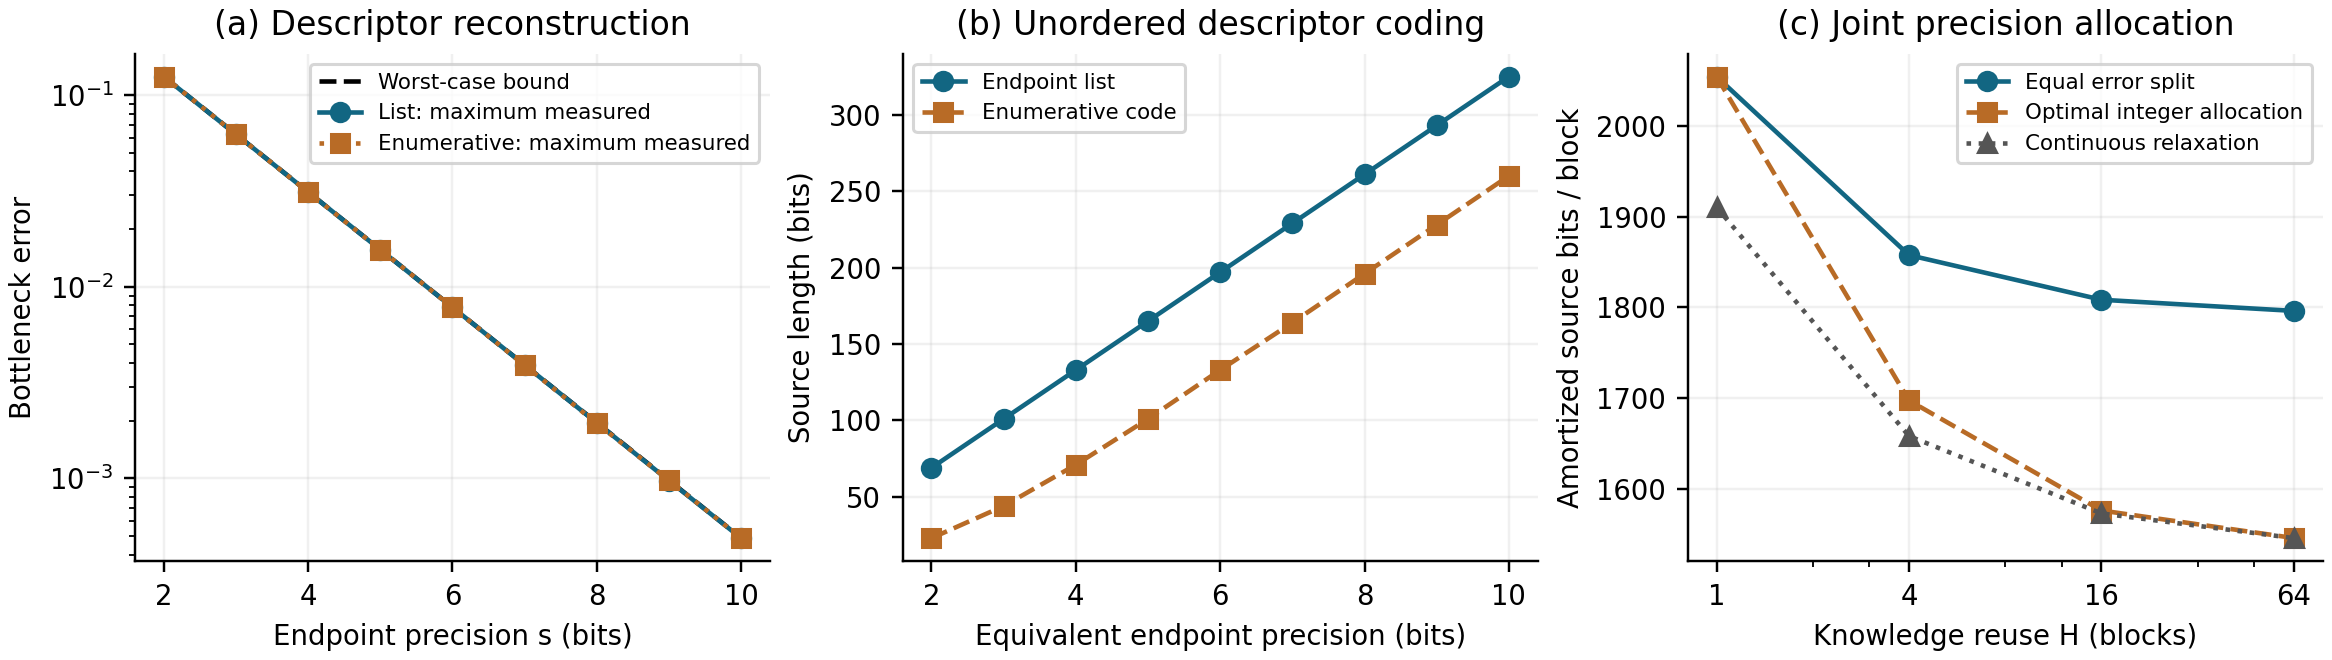 (a) Descriptor reconstruction
Bottleneck error
10⁻¹
10⁻²
10⁻³
Worst-case bound
List: maximum measured
Enumerative: maximum measured
2 4 6 8 10
Endpoint precision s (bits)
(b) Unordered descriptor coding
Source length (bits)
300
250
200
150
100
50
Endpoint list
Enumerative code
2 4 6 8 10
Equivalent endpoint precision (bits)
(c) Joint precision allocation
Amortized source bits / block
2000
1900
1800
1700
1600
Equal error split
Optimal integer allocation
Continuous relaxation
1 4 16 64
Knowledge reuse H (blocks)